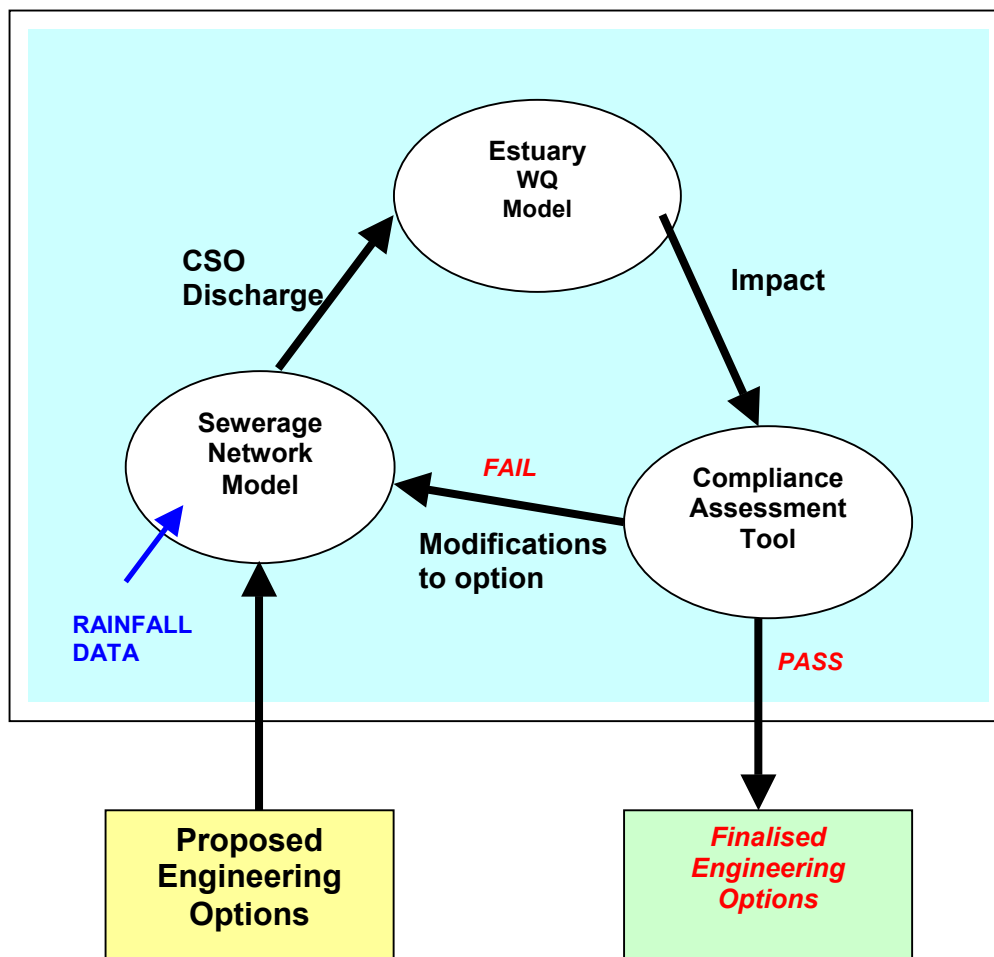 Estuary
WQ
Model
CSO
Discharge
Impact
Sewerage
Network
Model
FAIL
Compliance
Assessment
Tool
Modifications
to option
RAINFALL
DATA
PASS
Proposed
Engineering
Options
Finalised
Engineering
Options